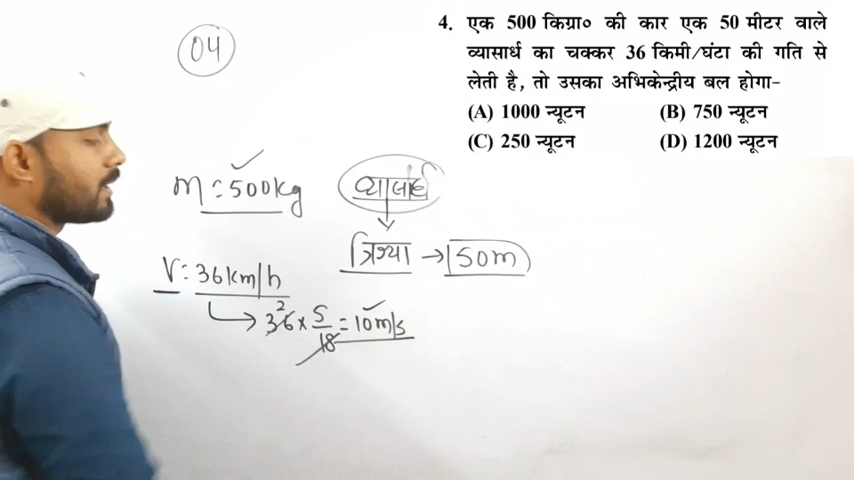 04
4. एक 500 किग्रा० की कार एक 50 मीटर वाले
व्यासार्ध का चक्कर 36 किमी/घंटा की गति से
लेती है, तो उसका अभिकेन्द्रीय बल होगा-
(A) 1000 न्यूटन (B) 750 न्यूटन
(C) 250 न्यूटन (D) 1200 न्यूटन
m = 500kg
व्यासार्ध
त्रिज्या → 50m
V = 36km/h
→ 36 × 5/18 = 10m/s
2